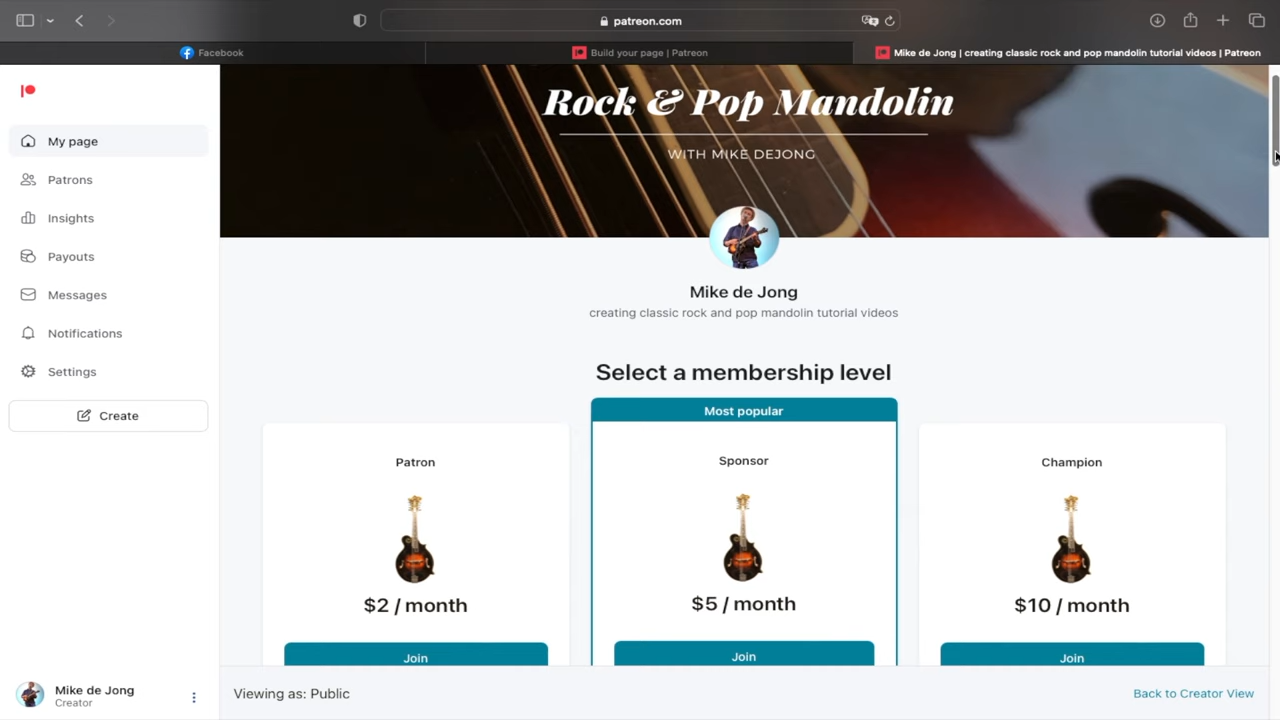 patreon.com
Facebook
Build your page | Patreon
Mike de Jong | creating classic rock and pop mandolin tutorial videos | Patreon
My page
Patrons
Insights
Payouts
Messages
Notifications
Settings
Create
Mike de Jong
Creator
Rock & Pop Mandolin
WITH MIKE DEJONG
Mike de Jong
creating classic rock and pop mandolin tutorial videos
Select a membership level
Most popular
Patron
Sponsor
Champion
$2 / month
$5 / month
$10 / month
Join
Join
Join
Viewing as: Public
Back to Creator View